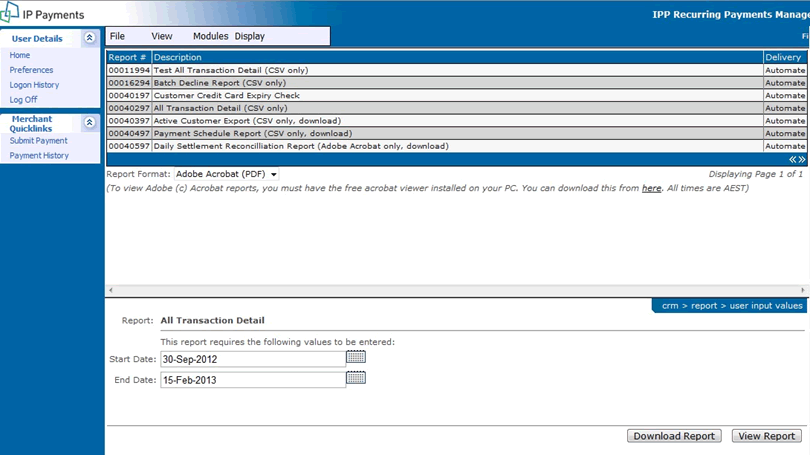 IP Payments
IPP Recurring Payments Manage
User Details
Home
Preferences
Logon History
Log Off
Merchant
Quicklinks
Submit Payment
Payment History
File View Modules Display
Fi
Report # Description Delivery
00011994 Test All Transaction Detail (CSV only) Automate
00016294 Batch Decline Report (CSV only) Automate
00040197 Customer Credit Card Expiry Check Automate
00040297 All Transaction Detail (CSV only) Automate
00040397 Active Customer Export (CSV only, download) Automate
00040497 Payment Schedule Report (CSV only, download) Automate
00040597 Daily Settlement Reconcilliation Report (Adobe Acrobat only, download) Automate
Report Format: Adobe Acrobat (PDF) Displaying Page 1 of 1
(To view Adobe (c) Acrobat reports, you must have the free acrobat viewer installed on your PC. You can download this from here. All times are AEST)
crm > report > user input values
Report: All Transaction Detail
This report requires the following values to be entered:
Start Date: 30-Sep-2012
End Date: 15-Feb-2013
Download Report View Report